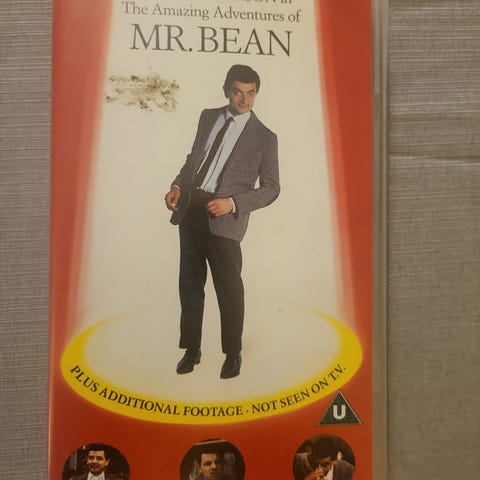 The Amazing Adventures of
MR. BEAN
PLUS ADDITIONAL FOOTAGE - NOT SEEN ON T.V.
U